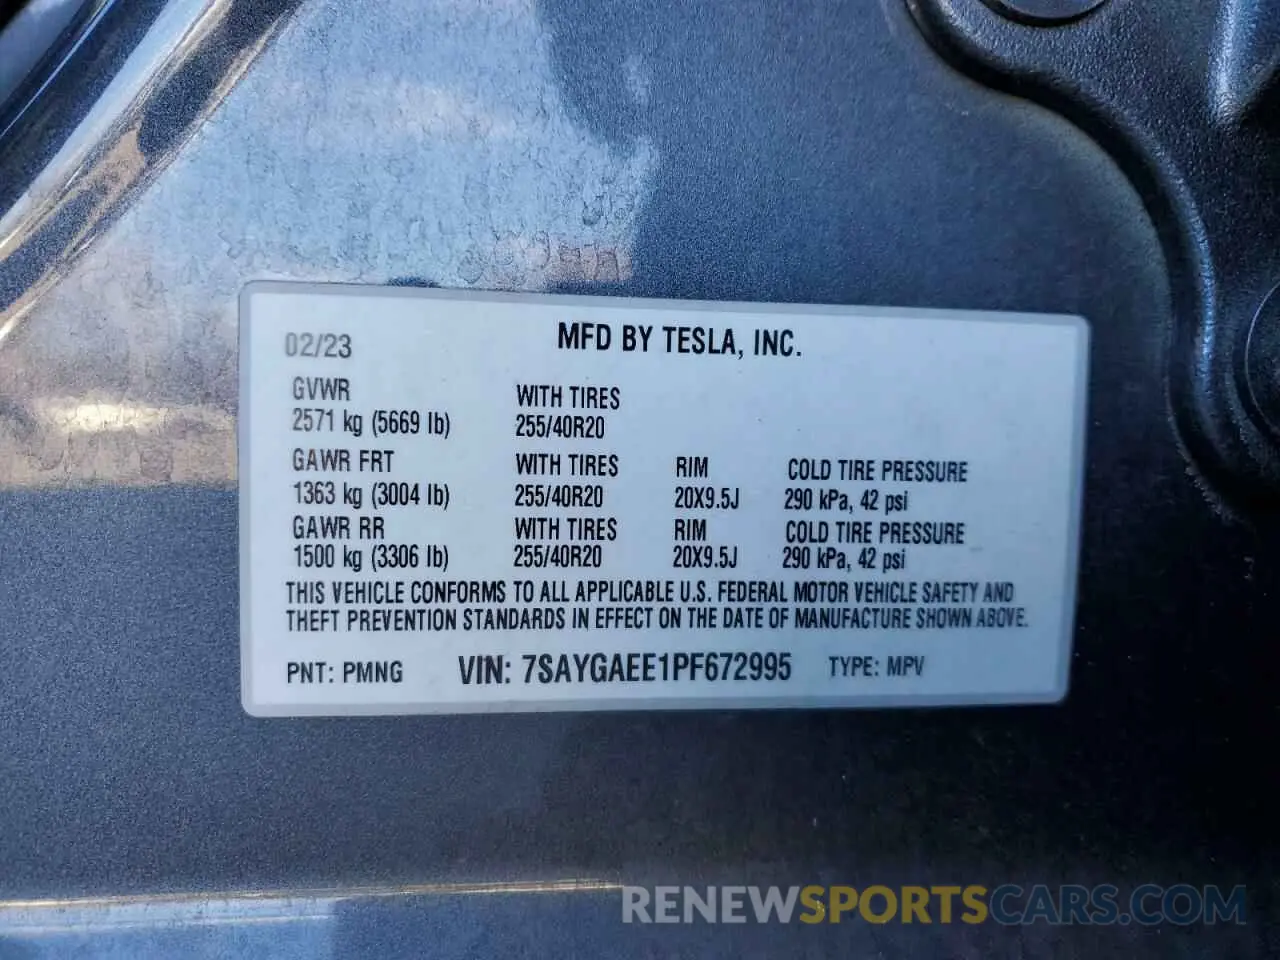 02/23 MFD BY TESLA, INC.
GVWR WITH TIRES
2571 kg (5669 lb) 255/40R20
GAWR FRT WITH TIRES RIM COLD TIRE PRESSURE
1363 kg (3004 lb) 255/40R20 20X9.5J 290 kPa, 42 psi
GAWR RR WITH TIRES RIM COLD TIRE PRESSURE
1500 kg (3306 lb) 255/40R20 20X9.5J 290 kPa, 42 psi
THIS VEHICLE CONFORMS TO ALL APPLICABLE U.S. FEDERAL MOTOR VEHICLE SAFETY AND
THEFT PREVENTION STANDARDS IN EFFECT ON THE DATE OF MANUFACTURE SHOWN ABOVE.
PNT: PMNG VIN: 7SAYGAEE1PF672995 TYPE: MPV
RENEWSPORTSCARS.COM